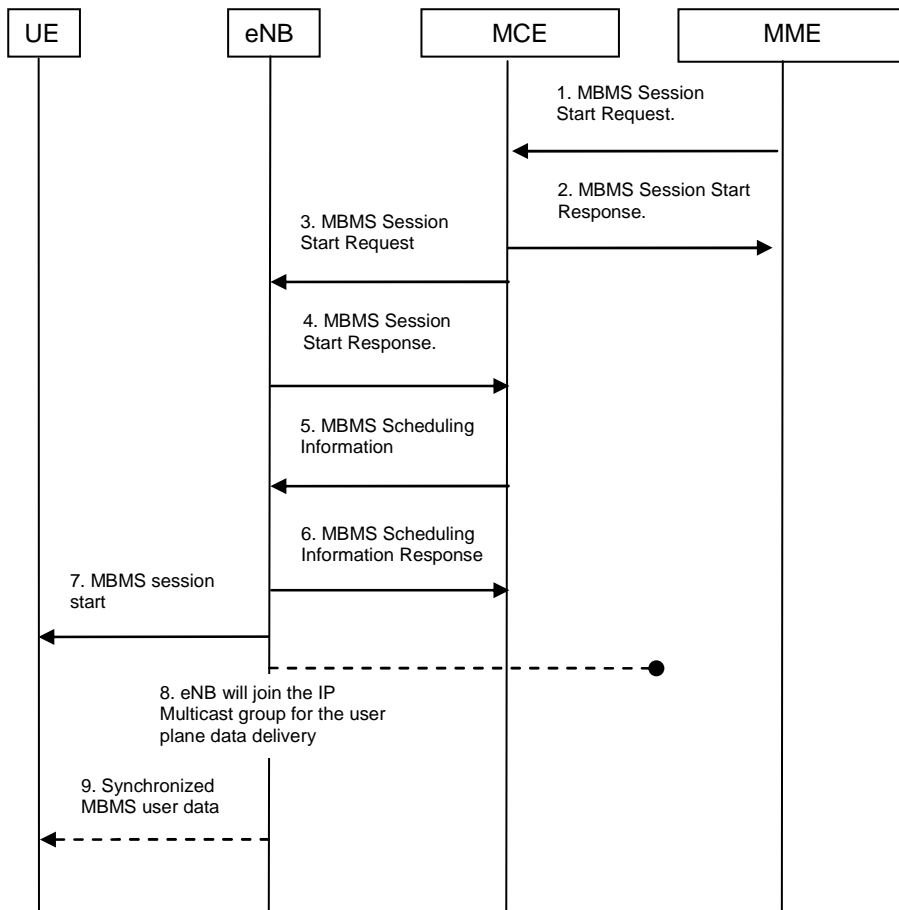 UE
eNB
MCE
MME
1. MBMS Session
Start Request.
2. MBMS Session Start
Response.
3. MBMS Session
Start Request
4. MBMS Session
Start Response.
5. MBMS Scheduling
Information
6. MBMS Scheduling
Information Response
7. MBMS session
start
8. eNB will join the IP
Multicast group for the user
plane data delivery
9. Synchronized
MBMS user data